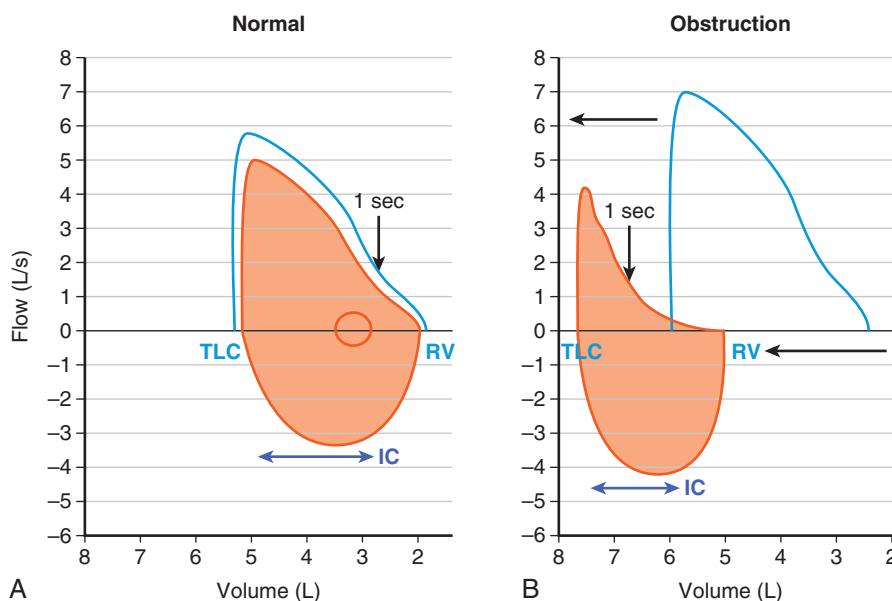 Normal
8
7
6
5
4
3
2
1
0
–1
–2
–3
–4
–5
–6
Flow (L/s)
1 sec
TLC
RV
IC
8 7 6 5 4 3 2
Volume (L)
A
Obstruction
8
7
6
5
4
3
2
1
0
–1
–2
–3
–4
–5
–6
1 sec
TLC
RV
IC
8 7 6 5 4 3 2
Volume (L)
B